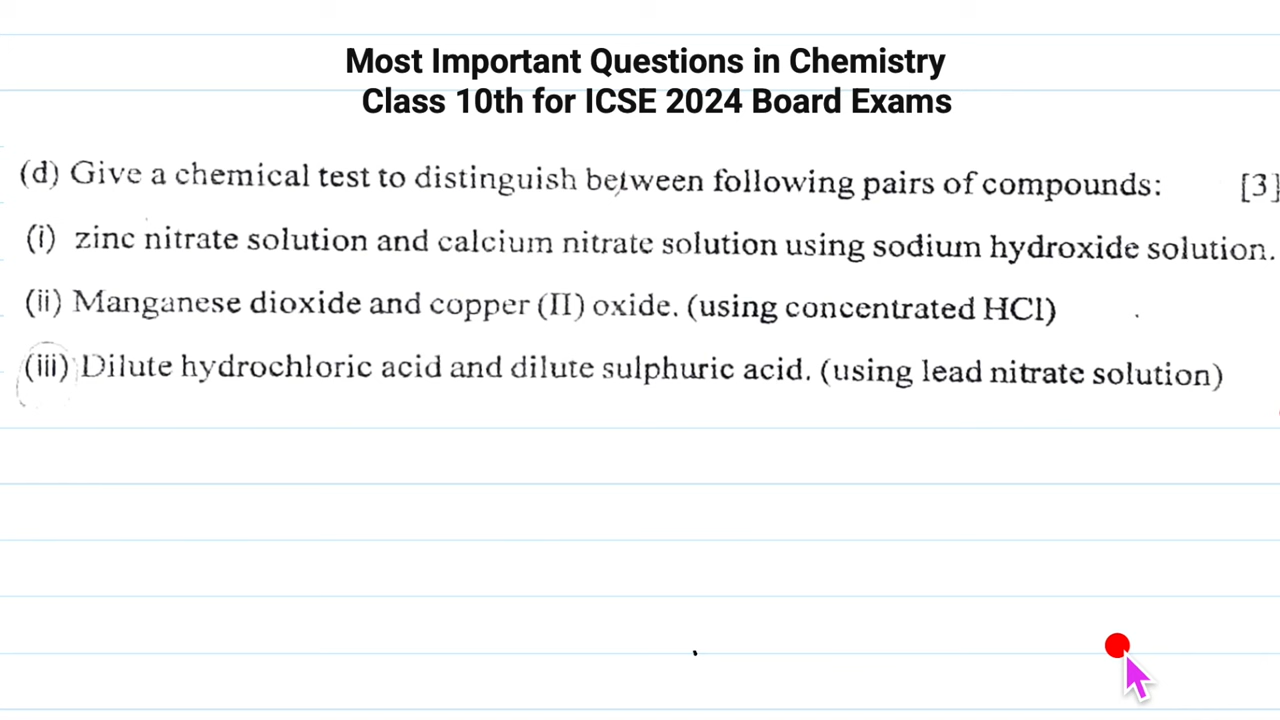 Most Important Questions in Chemistry
Class 10th for ICSE 2024 Board Exams
(d) Give a chemical test to distinguish between following pairs of compounds: [3]
(i) zinc nitrate solution and calcium nitrate solution using sodium hydroxide solution.
(ii) Manganese dioxide and copper (II) oxide. (using concentrated HCl)
(iii) Dilute hydrochloric acid and dilute sulphuric acid. (using lead nitrate solution)